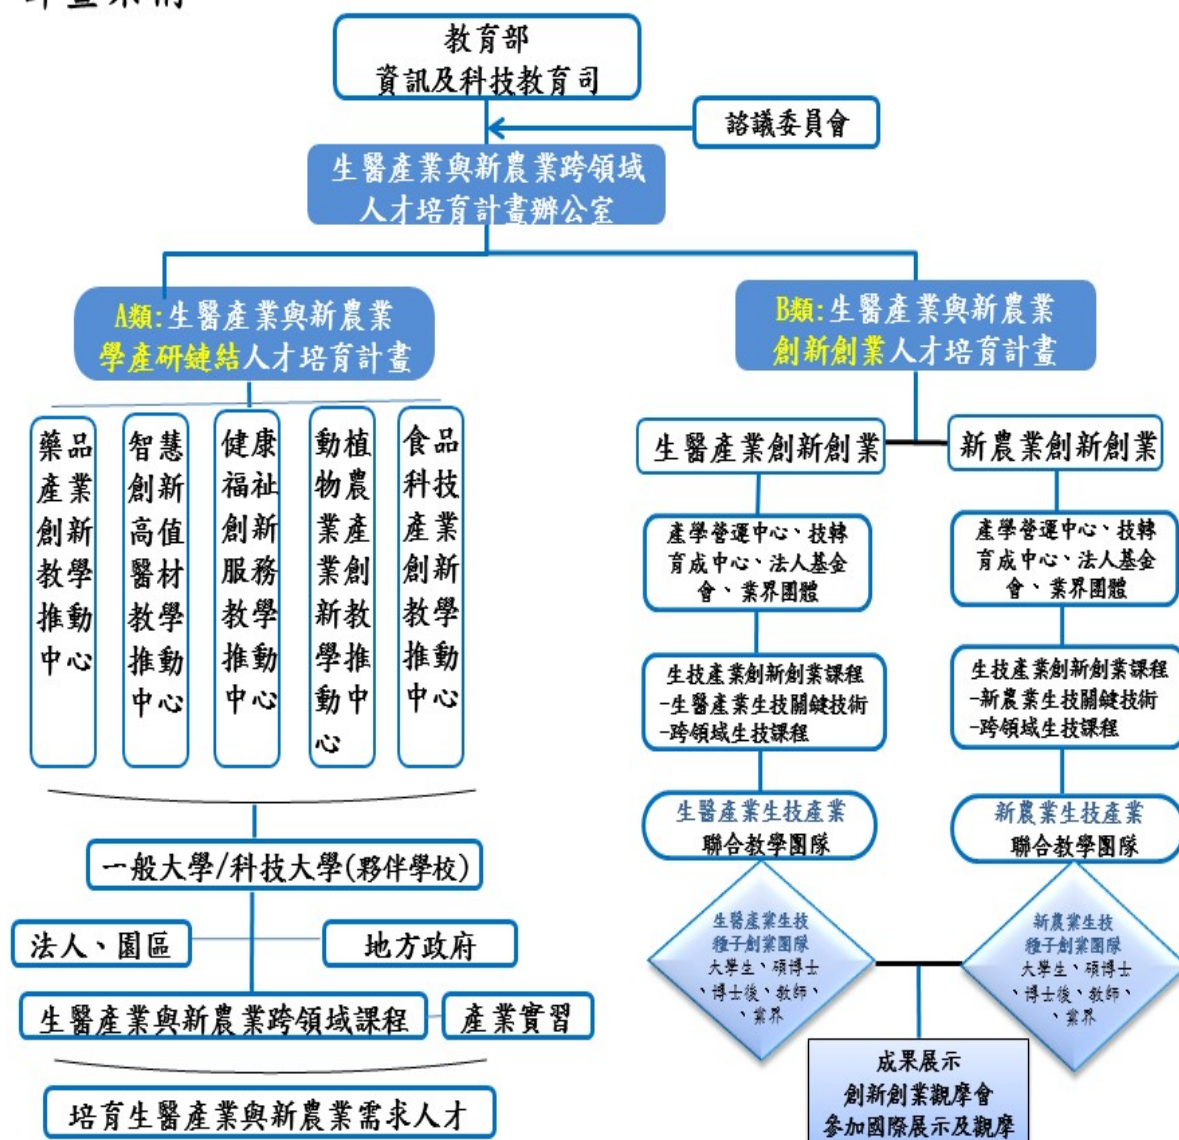 教育部
資訊及科技教育司
諮議委員會
生醫產業與新農業跨領域
人才培育計畫辦公室
A類:生醫產業與新農業
學產研鏈結人才培育計畫
藥品
產業
創新
教學
推動
中心
智慧
創新
高值
醫材
教學
推動
中心
健康
福祉
創新
服務
教學
推動
中心
動植
物農
業產
業創
新教
學推
動中
心
食品
科技
產業
創新
教學
推動
中心
一般大學/科技大學(夥伴學校)
法人、園區
地方政府
生醫產業與新農業跨領域課程
產業實習
培育生醫產業與新農業需求人才
B類:生醫產業與新農業
創新創業人才培育計畫
生醫產業創新創業
新農業創新創業
產學營運中心、技轉
育成中心、法人基金
會、業界團體
產學營運中心、技轉
育成中心、法人基金
會、業界團體
生技產業創新創業課程
-生醫產業生技關鍵技術
-跨領域生技課程
生技產業創新創業課程
-新農業生技關鍵技術
-跨領域生技課程
生醫產業生技產業
聯合教學團隊
新農業生技產業
聯合教學團隊
生醫產業生技
種子創業團隊
大學生、碩博士
、博士後、教師、
、業界
新農業生技
種子創業團隊
大學生、碩博士
、博士後、教師、
、業界
成果展示
創新創業觀摩會
參加國際展示及觀摩